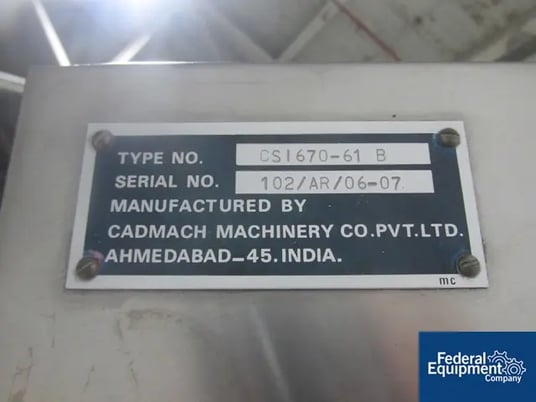 TYPE NO. CSI670-61 B
SERIAL NO. 102/AR/06-07.
MANUFACTURED BY
CADMACH MACHINERY CO.PVT.LTD.
AHMEDABAD-45.INDIA.
mc
Federal
Equipment
Company